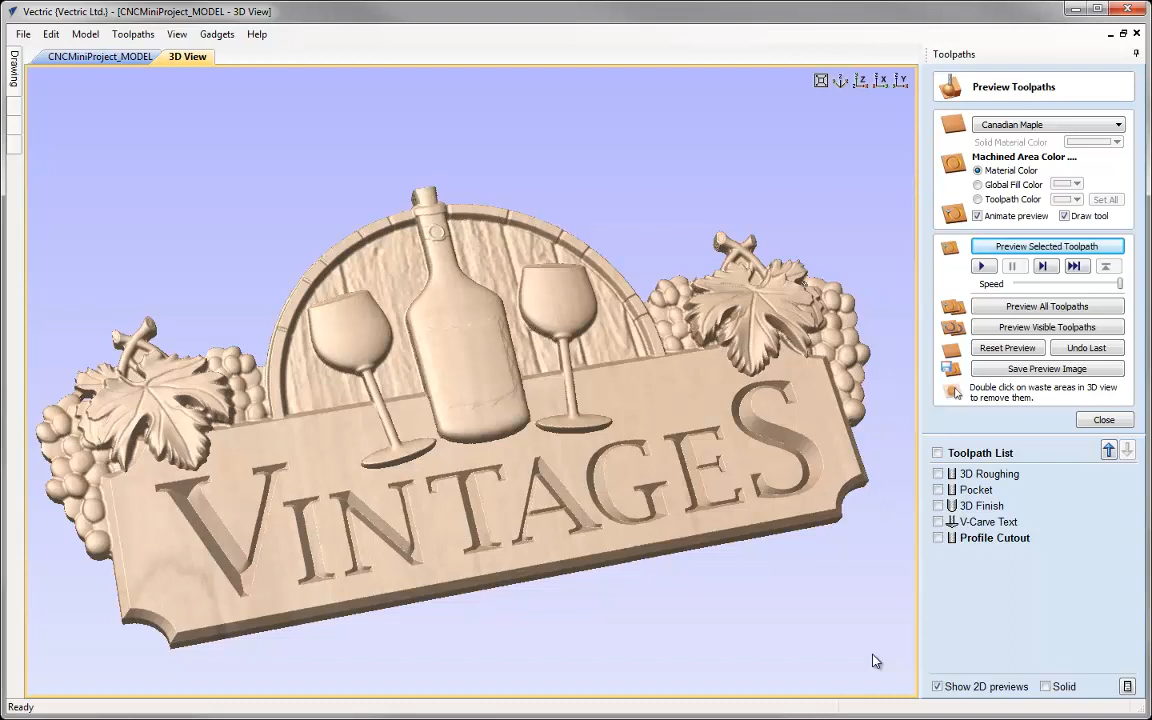 Vectric {Vectric Ltd.} - [CNCMiniProject_MODEL - 3D View]
File Edit Model Toolpaths View Gadgets Help
Drawing
CNCMiniProject_MODEL 3D View
Z X Y
VINTAGES
Ready
Toolpaths
Preview Toolpaths
Canadian Maple
Solid Material Color
Machined Area Color ....
Material Color
Global Fill Color
Toolpath Color Set All
Animate preview Draw tool
Preview Selected Toolpath
Speed
Preview All Toolpaths
Preview Visible Toolpaths
Reset Preview Undo Last
Save Preview Image
Double click on waste areas in 3D view
to remove them.
Close
Toolpath List
3D Roughing
Pocket
3D Finish
V-Carve Text
Profile Cutout
Show 2D previews Solid